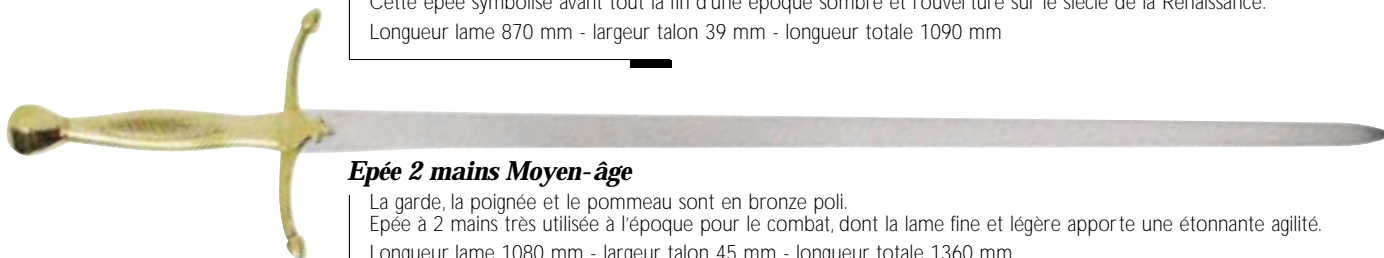 Cette épée symbolise avant tout la fin d'une époque sombre et l'ouverture sur le siècle de la Renaissance.
Longueur lame 870 mm - largeur talon 39 mm - longueur totale 1090 mm
Epée 2 mains Moyen-âge
La garde, la poignée et le pommeau sont en bronze poli.
Epée à 2 mains très utilisée à l'époque pour le combat, dont la lame fine et légère apporte une étonnante agilité.
Longueur lame 1080 mm - largeur talon 45 mm - longueur totale 1360 mm